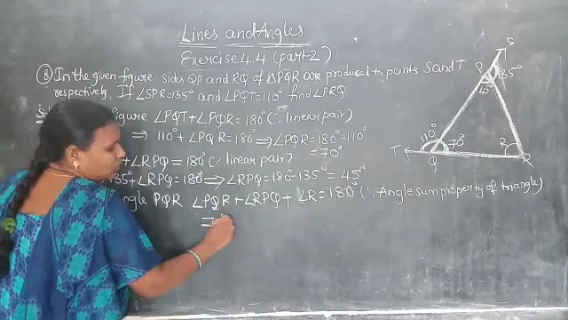 Lines and Angles
Exercise 4.4 (part-2)
⑧ In the given figure sides QP and RQ of △PQR are produced to points S and T
respectively. If ∠SPR=135° and ∠PQT=110° find ∠PRQ.
figure ∠PQT+∠PQR=180° (∵ linear pair)
⇒ 110°+∠PQR=180° ⇒ ∠PQR=180°-110°
=70°
+∠RPQ=180° (∵ linear pair)
135°+∠RPQ=180° ⇒ ∠RPQ=180°-135°=45°
angle PQR ∠PQR+∠RPQ+∠R=180° (∵ Angle sum property of triangle)
⇒
S
P
135°
45°
110°
70°
T
Q
R